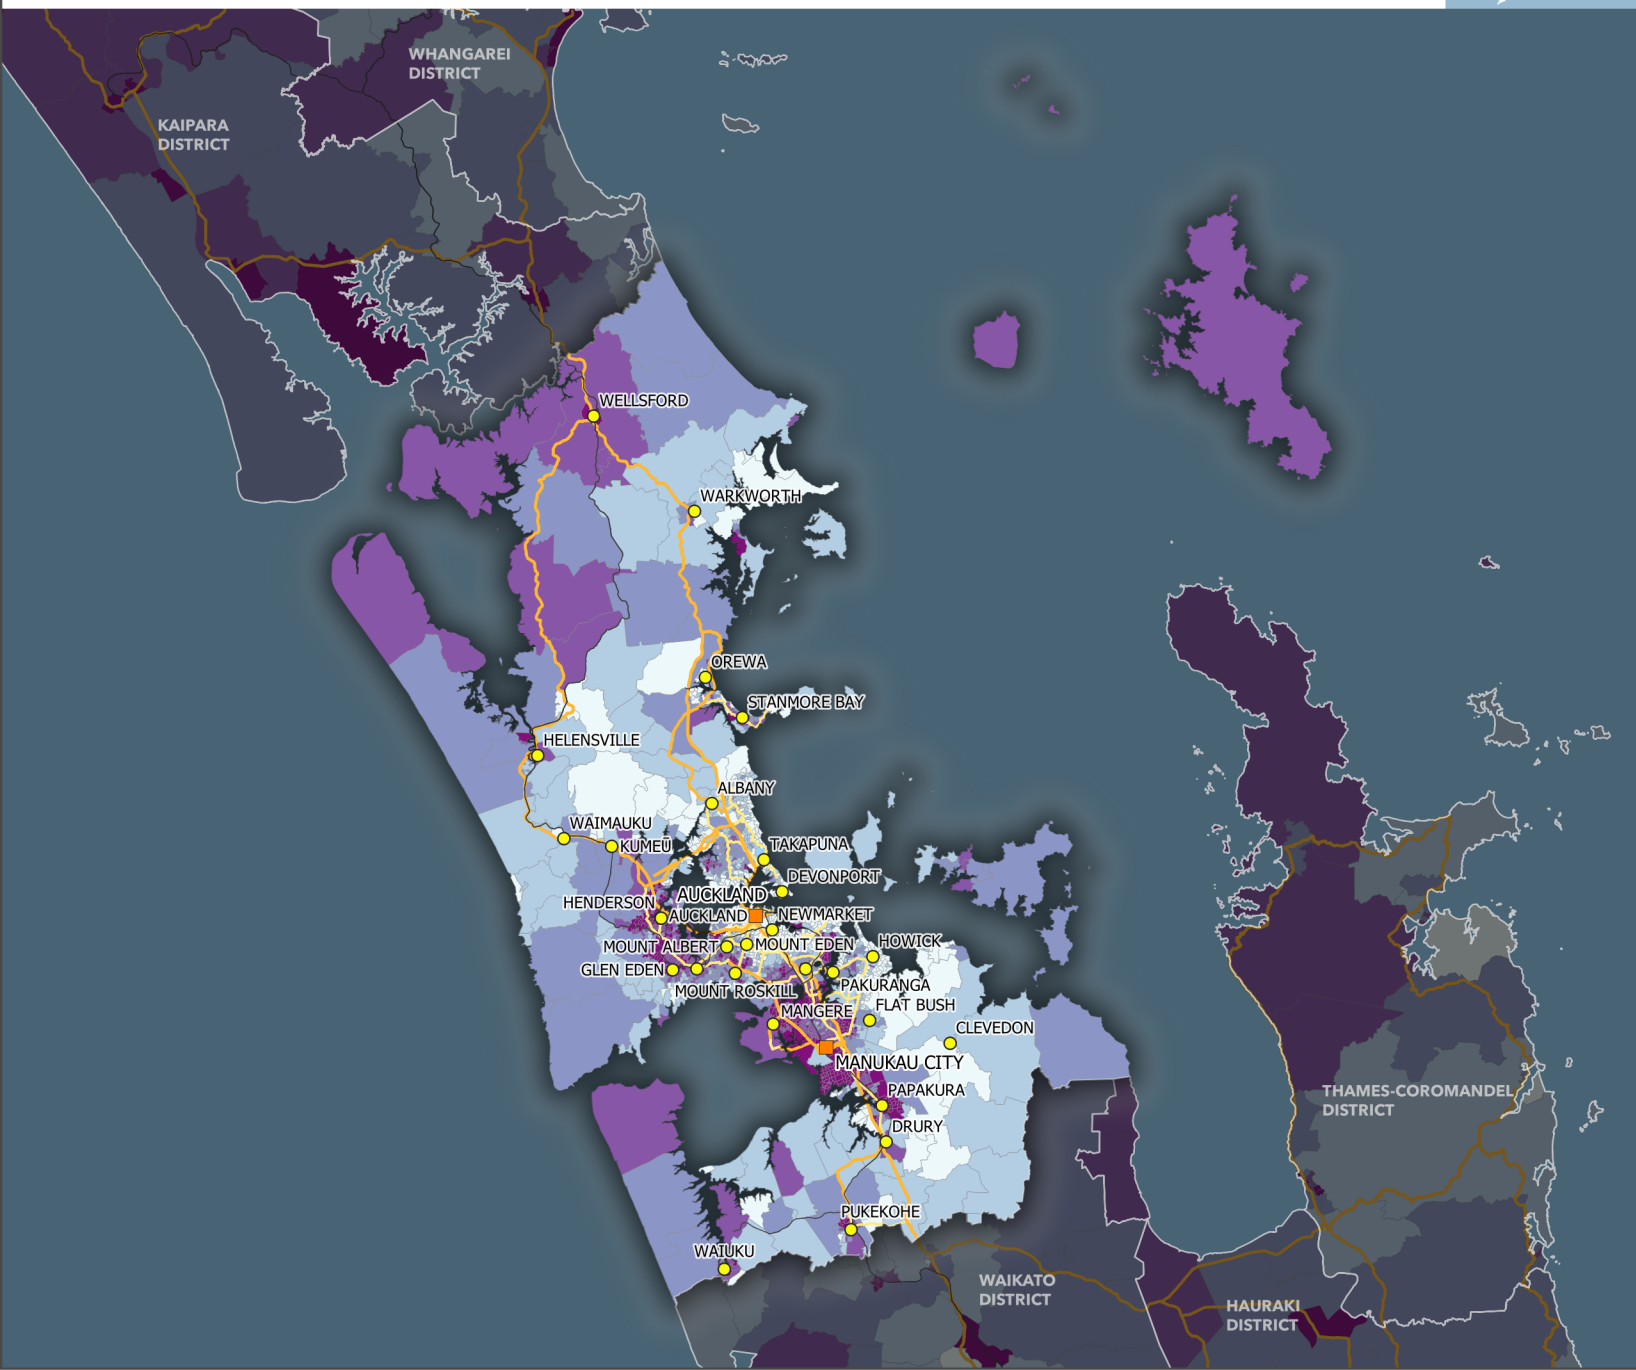 WHANGAREI
DISTRICT
KAIPARA
DISTRICT
WELLSFORD
WARKWORTH
OREWA
STANMORE BAY
HELENSVILLE
ALBANY
WAIMAUKU
KUMEŪ
TAKAPUNA
DEVONPORT
AUCKLAND
HENDERSON
AUCKLAND
NEWMARKET
MOUNT ALBERT
MOUNT EDEN
HOWICK
GLEN EDEN
MOUNT ROSKILL
PAKURANGA
FLAT BUSH
MANGERE
CLEVEDON
MANUKAU CITY
PAPAKURA
THAMES-COROMANDEL
DISTRICT
DRURY
PUKEKOHE
WAIUKU
WAIKATO
DISTRICT
HAURAKI
DISTRICT